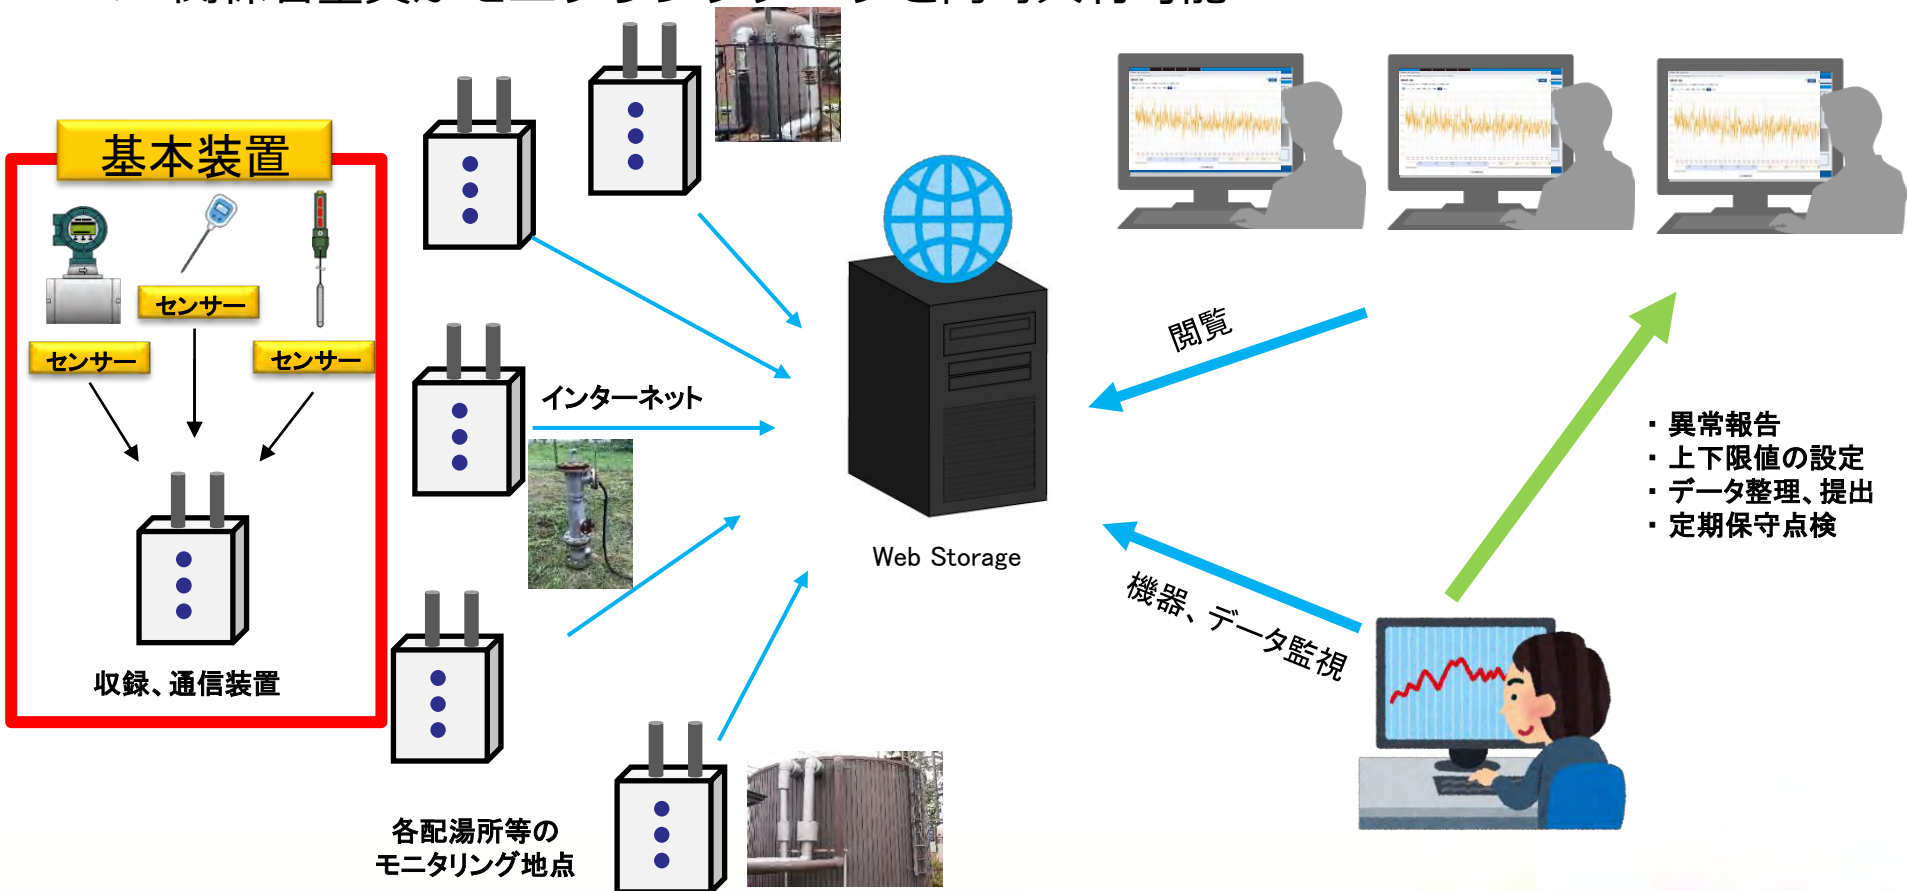 基本装置
センサー
センサー
センサー
収録、通信装置
インターネット
各配湯所等の
モニタリング地点
Web Storage
閲覧
機器、データ監視
・ 異常報告
・ 上下限値の設定
・ データ整理、提出
・ 定期保守点検